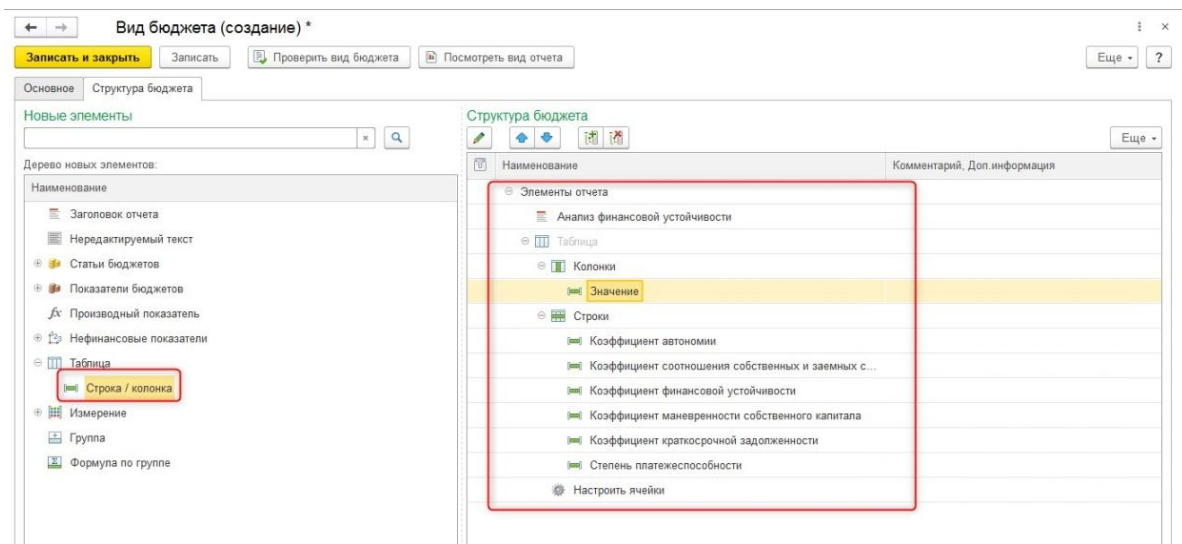 Вид бюджета (создание) *
Записать и закрыть
Записать
Проверить вид бюджета
Посмотреть вид отчета
Еще
?
Основное
Структура бюджета
Новые элементы
Дерево новых элементов:
Наименование
Заголовок отчета
Нередактируемый текст
Статьи бюджетов
Показатели бюджетов
fx Производный показатель
Нефинансовые показатели
Таблица
Строка / колонка
Измерение
Группа
Формула по группе
Структура бюджета
Еще
Наименование
Комментарий, Доп.информация
Элементы отчета
Анализ финансовой устойчивости
Таблица
Колонки
Значение
Строки
Коэффициент автономии
Коэффициент соотношения собственных и заемных с...
Коэффициент финансовой устойчивости
Коэффициент маневренности собственного капитала
Коэффициент краткосрочной задолженности
Степень платежеспособности
Настроить ячейки